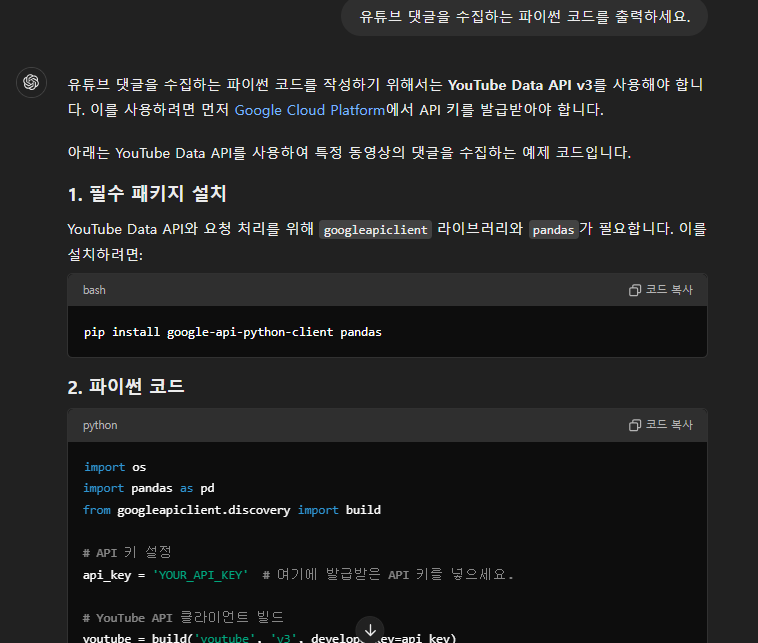 유튜브 댓글을 수집하는 파이썬 코드를 출력하세요.
유튜브 댓글을 수집하는 파이썬 코드를 작성하기 위해서는 YouTube Data API v3를 사용해야 합니
다. 이를 사용하려면 먼저 Google Cloud Platform에서 API 키를 발급받아야 합니다.
아래는 YouTube Data API를 사용하여 특정 동영상의 댓글을 수집하는 예제 코드입니다.
1. 필수 패키지 설치
YouTube Data API와 요청 처리를 위해 googleapiclient 라이브러리와 pandas가 필요합니다. 이를
설치하려면:
bash 코드 복사
pip install google-api-python-client pandas
2. 파이썬 코드
python 코드 복사
import os
import pandas as pd
from googleapiclient.discovery import build
# API 키 설정
api_key = 'YOUR_API_KEY' # 여기에 발급받은 API 키를 넣으세요.
# YouTube API 클라이언트 빌드
youtube = build('youtube', 'v3', develop key=api_key)